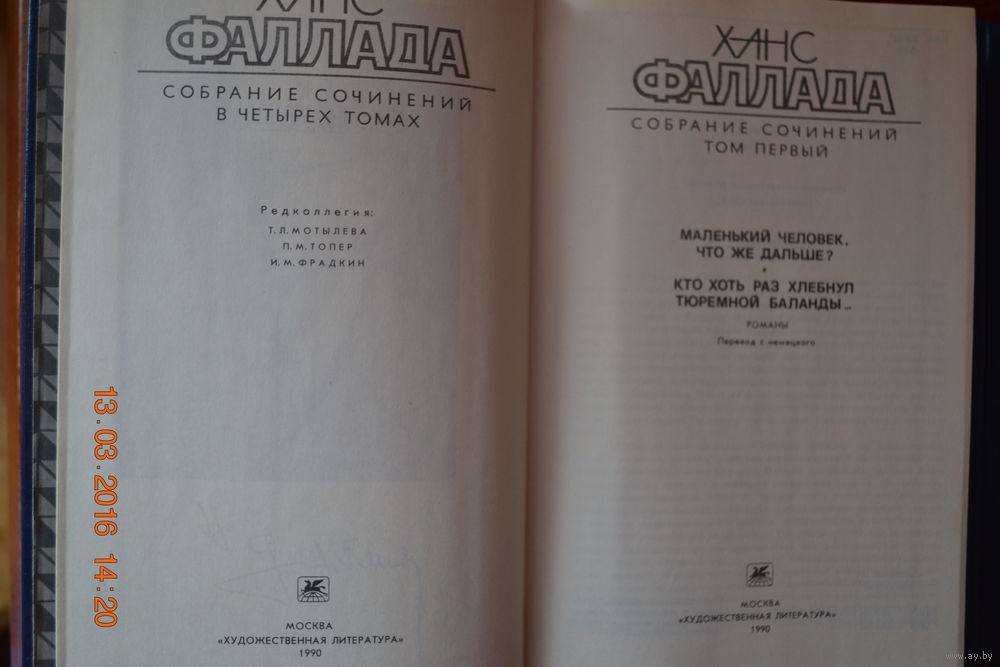 ХАНС
ФАЛЛАДА
СОБРАНИЕ СОЧИНЕНИЙ
В ЧЕТЫРЕХ ТОМАХ
Редколлегия:
Т.Л.МОТЫЛЕВА
П.М.ТОПЕР
И.М.ФРАДКИН
МОСКВА
«ХУДОЖЕСТВЕННАЯ ЛИТЕРАТУРА»
1990
ХАНС
ФАЛЛАДА
СОБРАНИЕ СОЧИНЕНИЙ
ТОМ ПЕРВЫЙ
МАЛЕНЬКИЙ ЧЕЛОВЕК,
ЧТО ЖЕ ДАЛЬШЕ?
КТО ХОТЬ РАЗ ХЛЕБНУЛ
ТЮРЕМНОЙ БАЛАНДЫ...
РОМАНЫ
Перевод с немецкого
МОСКВА
«ХУДОЖЕСТВЕННАЯ ЛИТЕРАТУРА»
1990
13.03.2016 14:20
www.ay.by